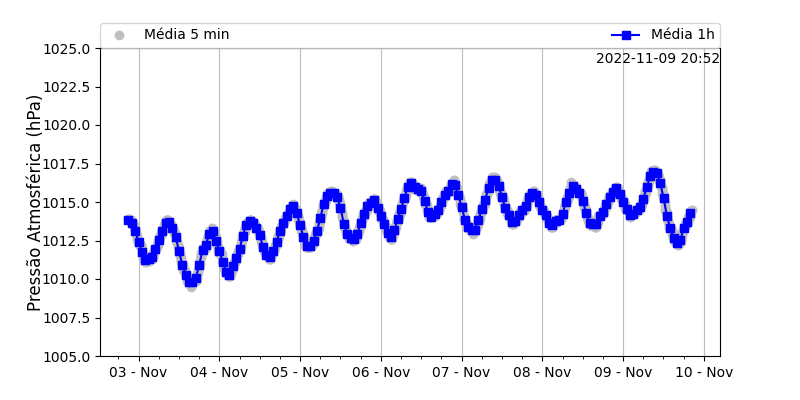 Média 5 min
Média 1h
2022-11-09 20:52
Pressão Atmosférica (hPa)
1025.0
1022.5
1020.0
1017.5
1015.0
1012.5
1010.0
1007.5
1005.0
03 - Nov
04 - Nov
05 - Nov
06 - Nov
07 - Nov
08 - Nov
09 - Nov
10 - Nov